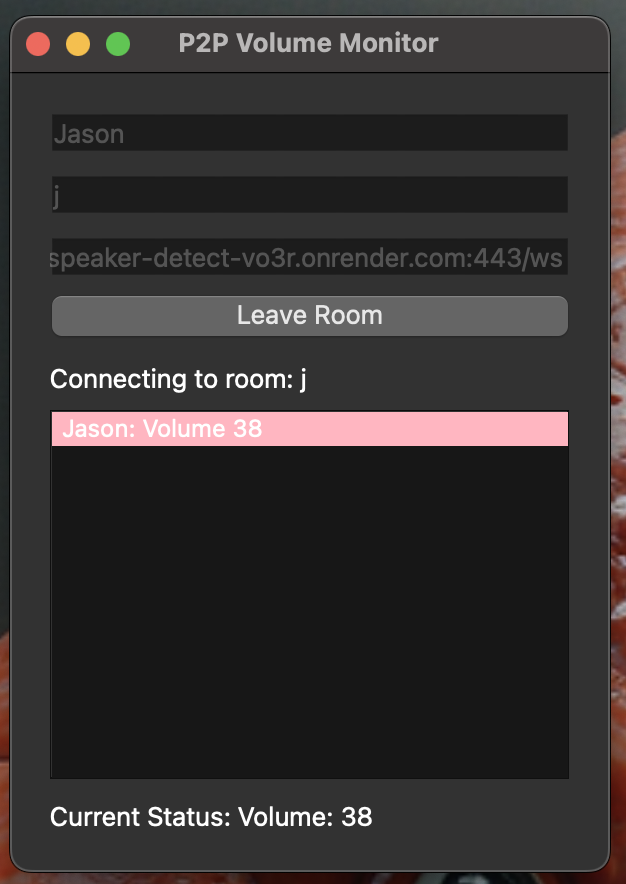 P2P Volume Monitor
Jason
j
speaker-detect-vo3r.onrender.com:443/ws
Leave Room
Connecting to room: j
Jason: Volume 38
Current Status: Volume: 38